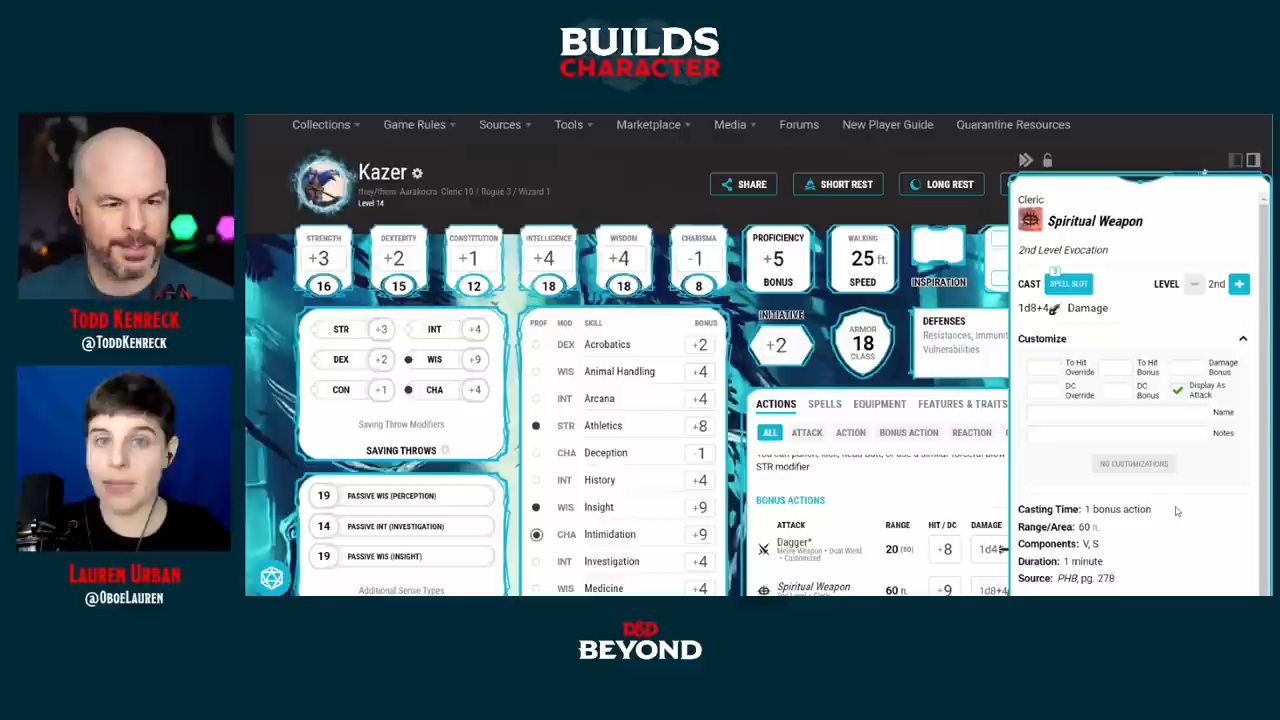 BUILDS
CHARACTER
Collections Game Rules Sources Tools Marketplace Media Forums New Player Guide Quarantine Resources
Kazer
they/them Aarakocra Cleric 10 / Rogue 3 / Wizard 1
Level 14
SHARE
SHORT REST
LONG REST
STRENGTH
+3
16
DEXTERITY
+2
15
CONSTITUTION
+1
12
INTELLIGENCE
+4
18
WISDOM
+4
18
CHARISMA
-1
8
PROFICIENCY
+5
BONUS
WALKING
25 ft.
SPEED
INSPIRATION
STR +3
INT +4
DEX +2
WIS +9
CON +1
CHA +4
Saving Throw Modifiers
SAVING THROWS
19 PASSIVE WIS (PERCEPTION)
14 PASSIVE INT (INVESTIGATION)
19 PASSIVE WIS (INSIGHT)
Additional Sense Types
PROF MOD SKILL BONUS
DEX Acrobatics +2
WIS Animal Handling +4
INT Arcana +4
STR Athletics +8
CHA Deception -1
INT History +4
WIS Insight +9
CHA Intimidation +9
INT Investigation +4
WIS Medicine +4
INITIATIVE
+2
ARMOR
18
CLASS
DEFENSES
Resistances, Immuni
Vulnerabilities
ACTIONS SPELLS EQUIPMENT FEATURES & TRAITS
ALL ATTACK ACTION BONUS ACTION REACTION
STR modifier
BONUS ACTIONS
ATTACK RANGE HIT / DC DAMAGE
Dagger* 20 (60) +8 1d4
Melee Weapon • Dual Wield
• Customized
Spiritual Weapon 60 ft. +9 1d8+4
Cleric
Spiritual Weapon
2nd Level Evocation
3
CAST SPELL SLOT LEVEL − 2nd +
1d8+4 Damage
Customize
To Hit Override
To Hit Bonus
Damage Bonus
DC Override
DC Bonus
Display As Attack
Name
Notes
NO CUSTOMIZATIONS
Casting Time: 1 bonus action
Range/Area: 60 ft.
Components: V, S
Duration: 1 minute
Source: PHB, pg. 278
TODD KENRECK
@TODDKENRECK
LAUREN URBAN
@OBOELAUREN
D&D
BEYOND